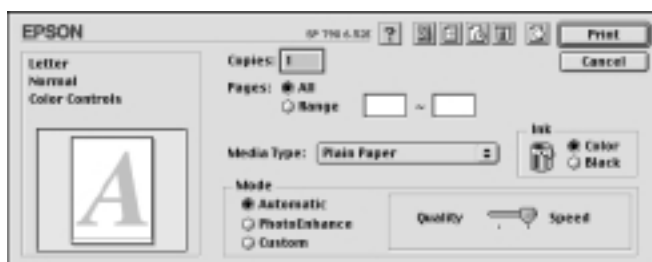 EPSON
?
Print
Letter
Normal
Color Controls
Copies: 1
Cancel
Pages: All
Range ~
Media Type: Plain Paper
Ink
Color
Black
Mode
Automatic
PhotoEnhance
Custom
Quality Speed
A